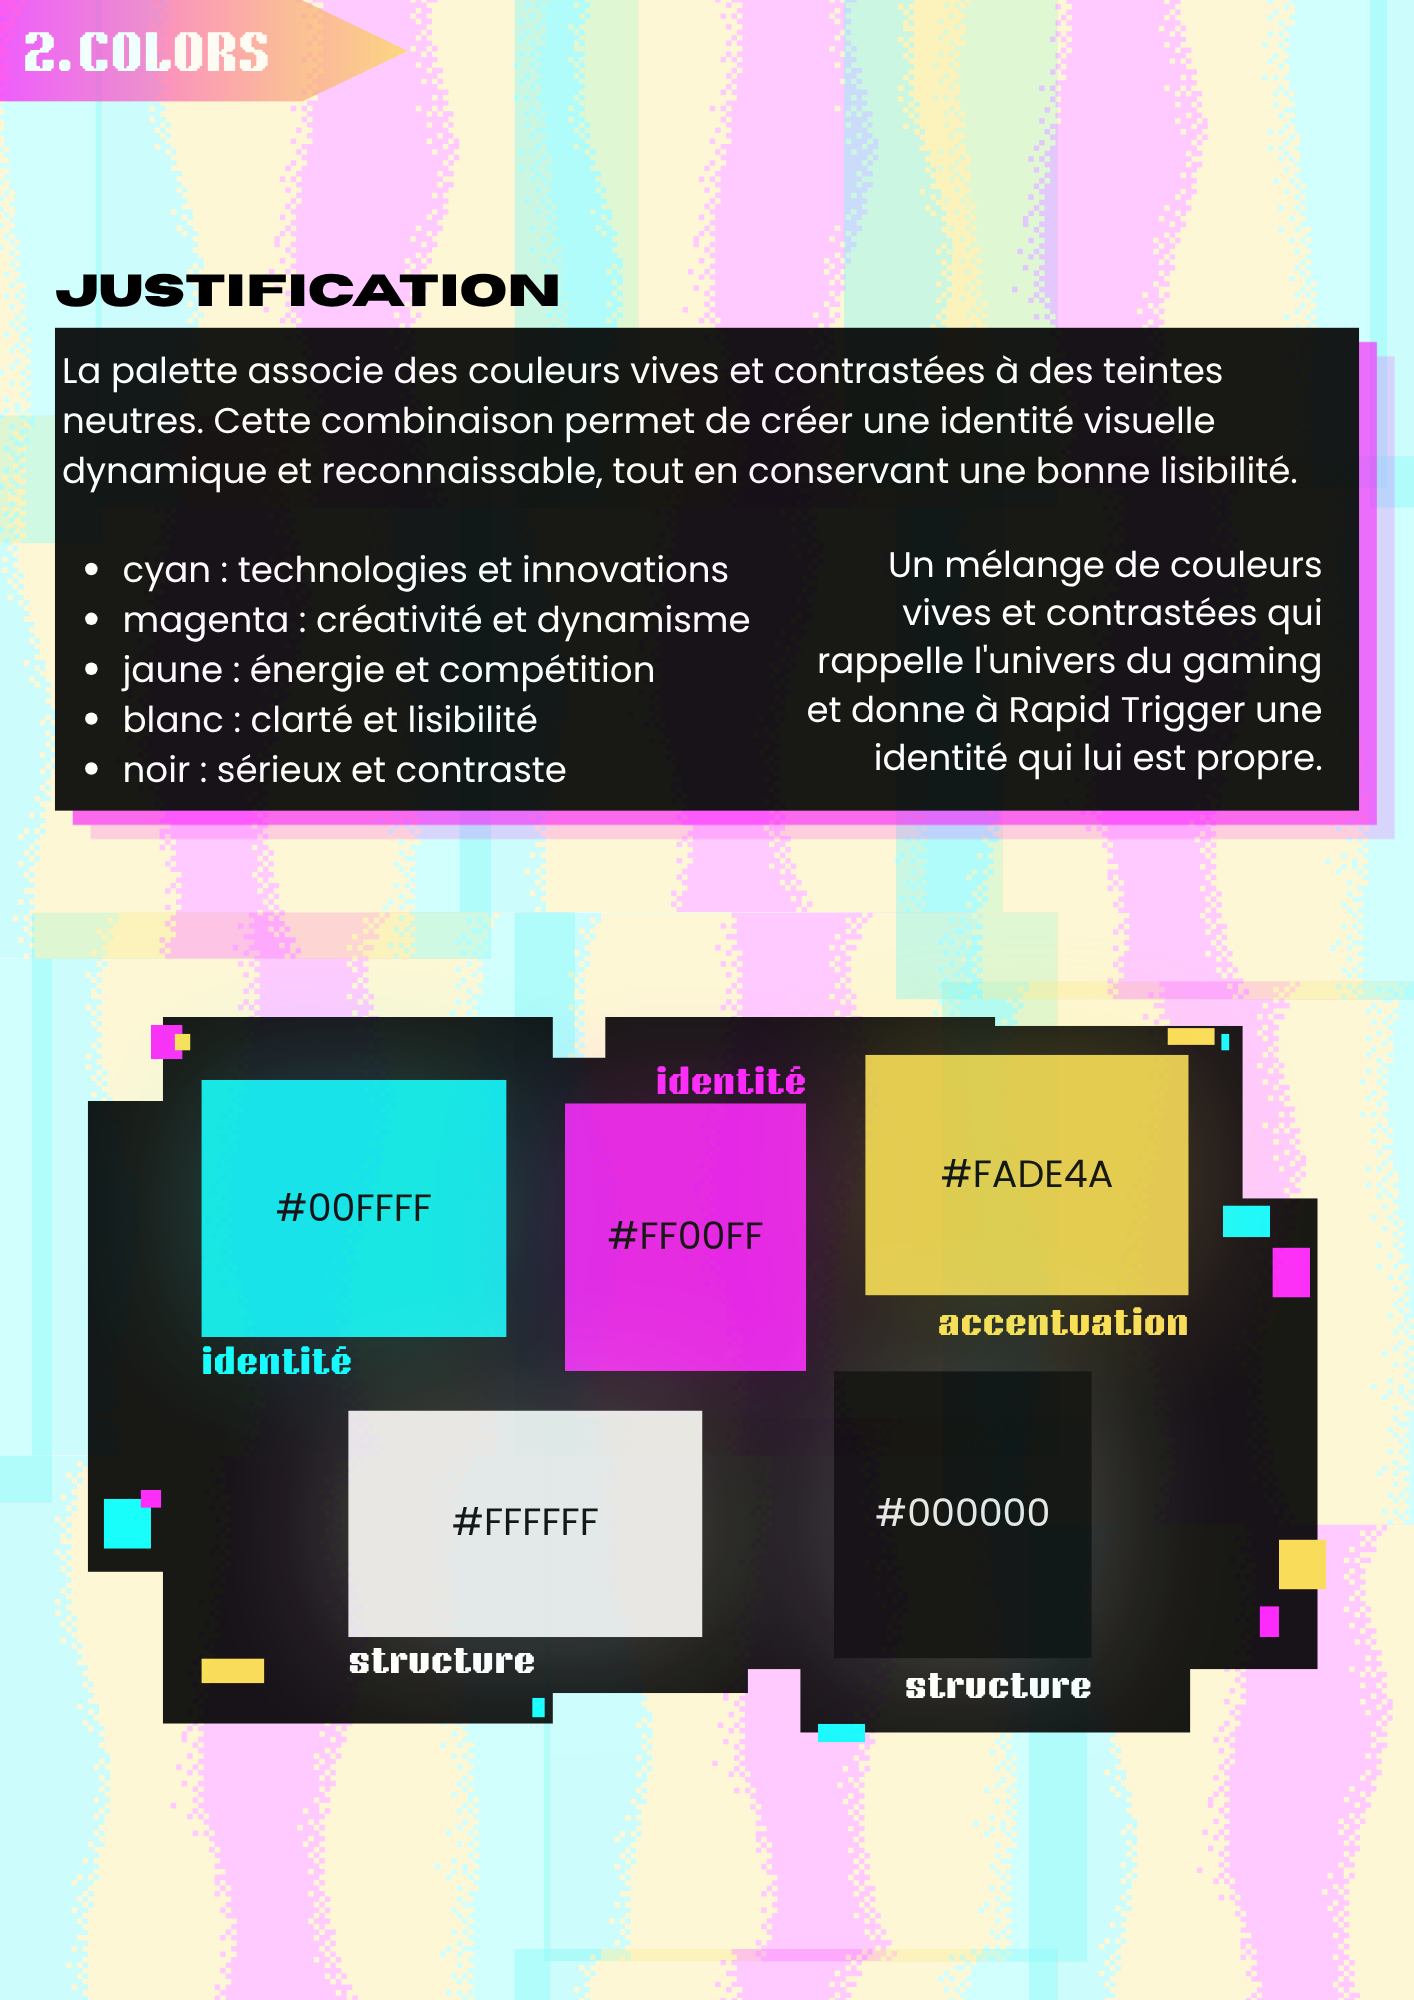 2.COLORS
JUSTIFICATION
La palette associe des couleurs vives et contrastées à des teintes
neutres. Cette combinaison permet de créer une identité visuelle
dynamique et reconnaissable, tout en conservant une bonne lisibilité.
• cyan : technologies et innovations
• magenta : créativité et dynamisme
• jaune : énergie et compétition
• blanc : clarté et lisibilité
• noir : sérieux et contraste
Un mélange de couleurs
vives et contrastées qui
rappelle l'univers du gaming
et donne à Rapid Trigger une
identité qui lui est propre.
#00FFFF
identité
identité
#FF00FF
#FADE4A
accentuation
#FFFFFF
structure
#000000
structure